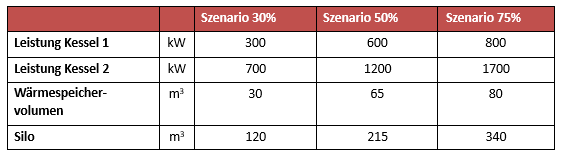 Szenario 30% Szenario 50% Szenario 75%
Leistung Kessel 1 kW 300 600 800
Leistung Kessel 2 kW 700 1200 1700
Wärmespeicher- m³ 30 65 80
volumen
Silo m³ 120 215 340